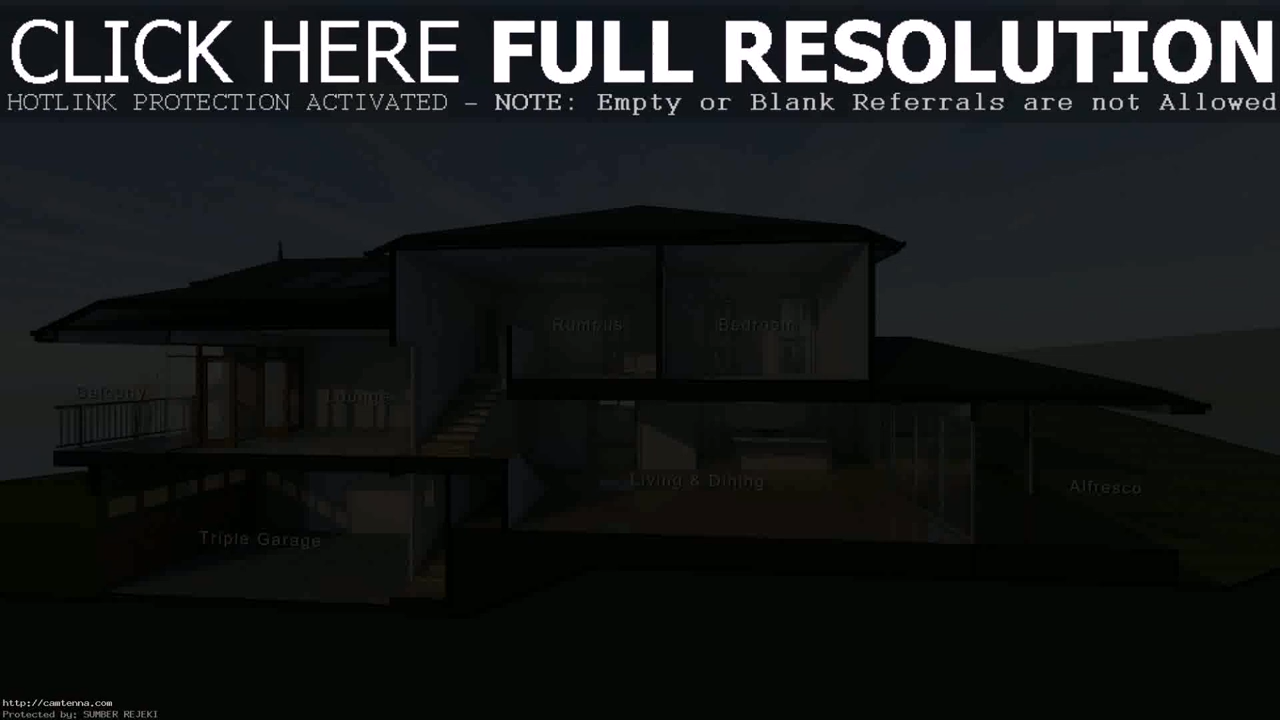 CLICK HERE FULL RESOLUTION
HOTLINK PROTECTION ACTIVATED - NOTE: Empty or Blank Referrals are not Allowed
Rumpus
Bedroom
Balcony
Lounge
Living & Dining
Alfresco
Triple Garage
http://camtenna.com
Protected by: SUMBER REJEKI